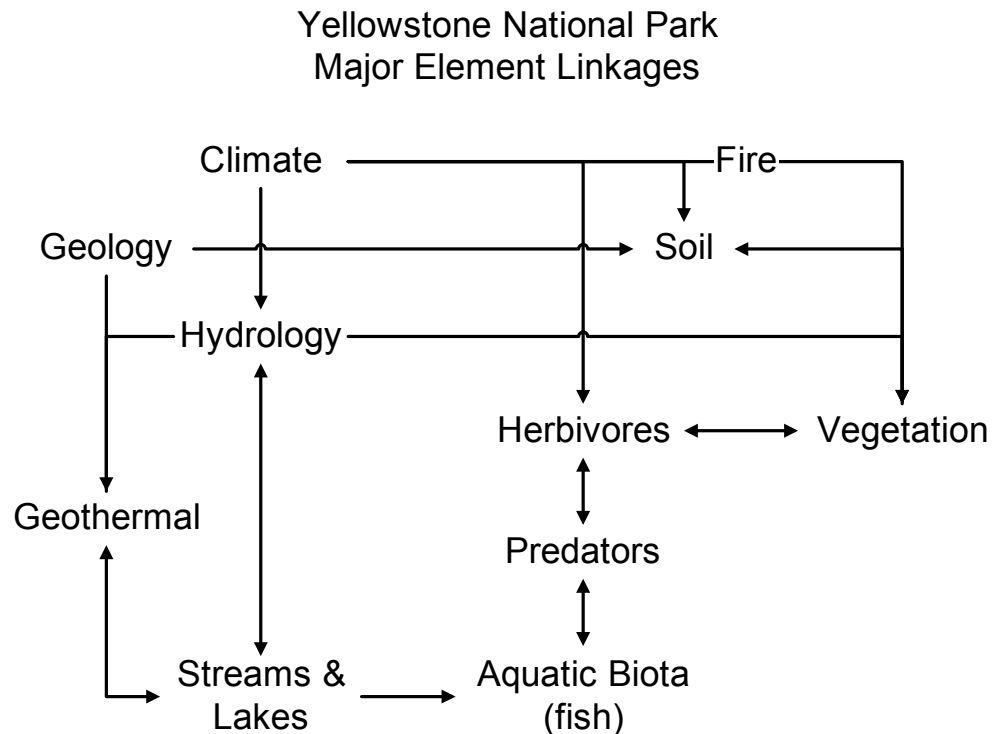 Yellowstone National Park
Major Element Linkages
Climate
Fire
Geology
Soil
Hydrology
Herbivores
Vegetation
Geothermal
Predators
Streams &
Lakes
Aquatic Biota
(fish)